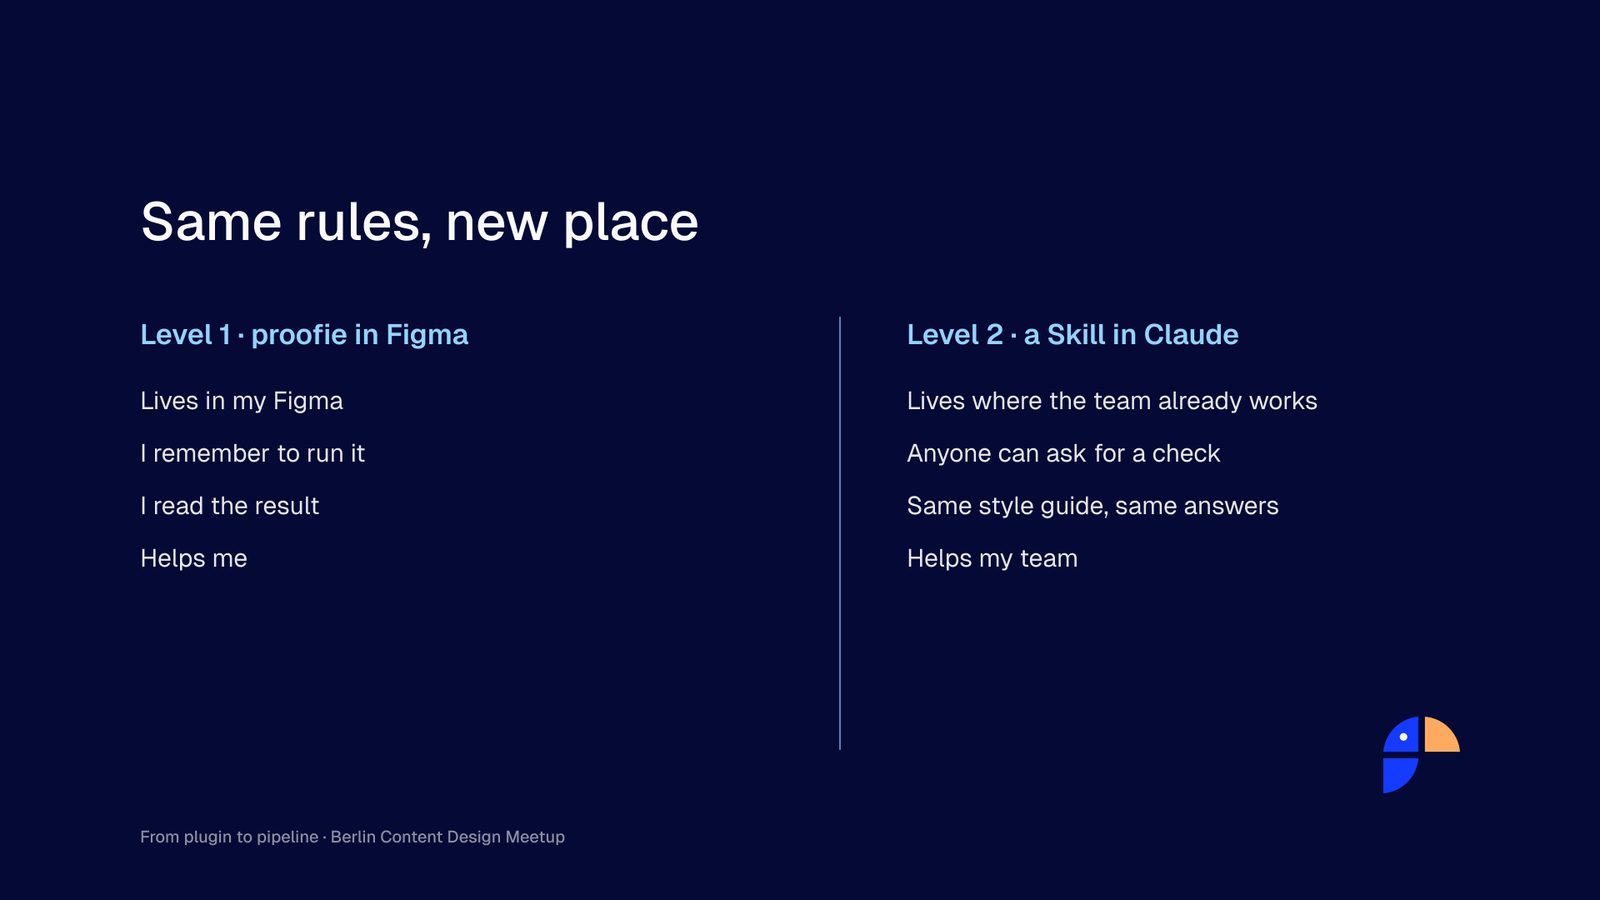 Same rules, new place
Level 1 · proofie in Figma
Lives in my Figma
I remember to run it
I read the result
Helps me
Level 2 · a Skill in Claude
Lives where the team already works
Anyone can ask for a check
Same style guide, same answers
Helps my team
From plugin to pipeline · Berlin Content Design Meetup